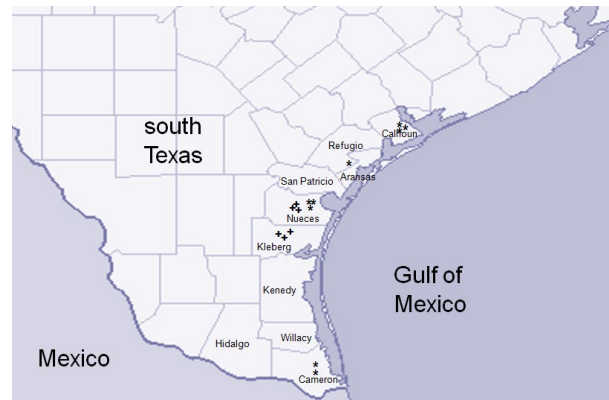 south
Texas
Calhoun
Refugio
Aransas
San Patricio
Nueces
Kleberg
Kenedy
Gulf of
Mexico
Hidalgo
Willacy
Mexico
Cameron